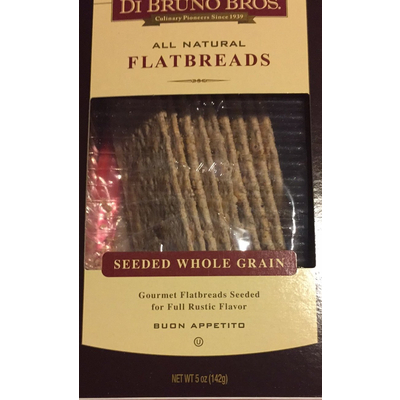 DI BRUNO BROS.
Culinary Pioneers Since 1939
ALL NATURAL
FLATBREADS
SEEDED WHOLE GRAIN
Gourmet Flatbreads Seeded
for Full Rustic Flavor
BUON APPETITO
U
NET WT 5 oz (142g)